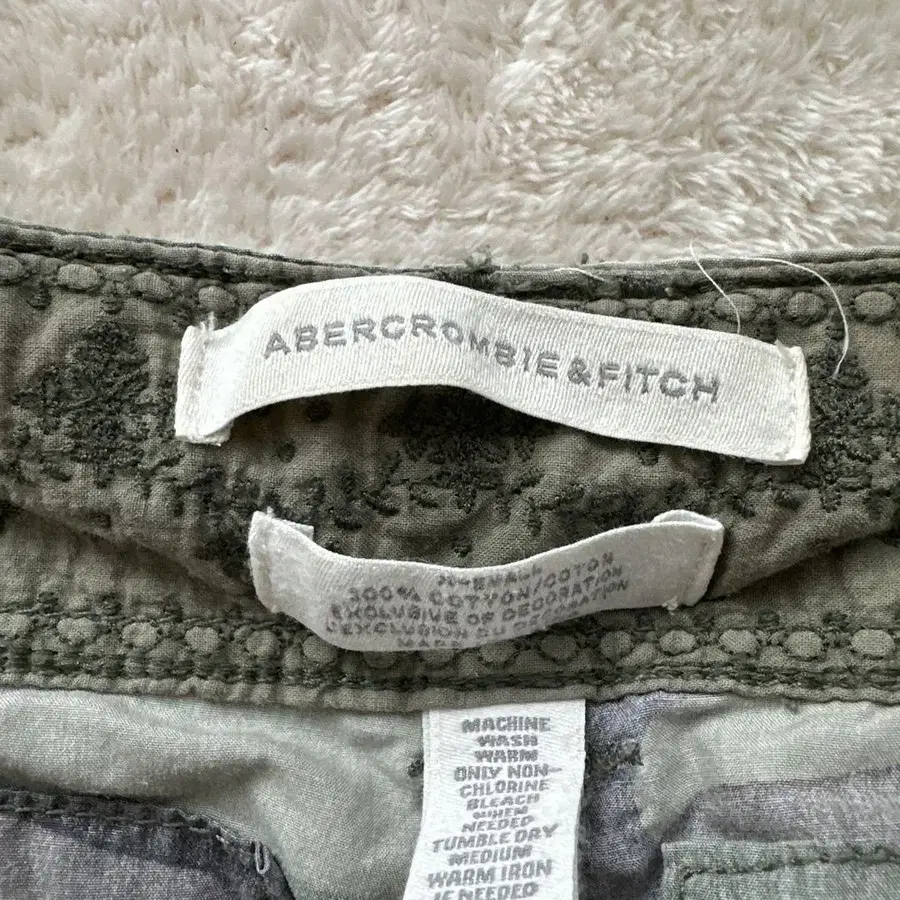 ABERCROMBIE & FITCH
100% COTTON/COTON
EXCLUSIVE OF DECORATION
L'EXCLUSION DU DECORATION
MACHINE
WASH
WARM
ONLY NON-
CHLORINE
BLEACH
WHEN
NEEDED
TUMBLE DRY
MEDIUM
WARM IRON
IF NEEDED